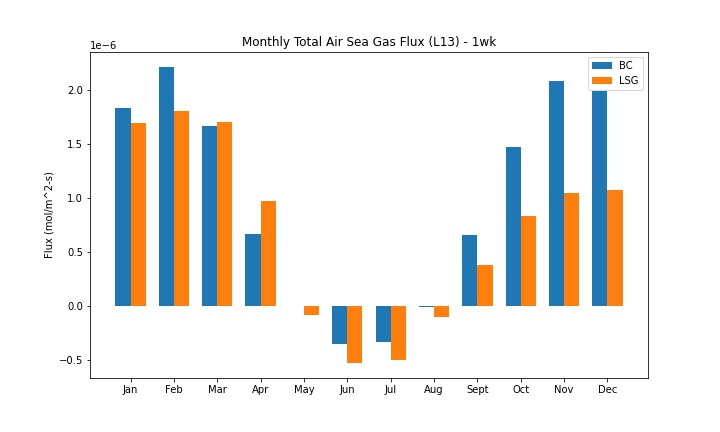 Monthly Total Air Sea Gas Flux (L13) - 1wk
1e−6
BC
LSG
2.0
1.5
1.0
0.5
0.0
−0.5
Flux (mol/m^2-s)
Jan Feb Mar Apr May Jun Jul Aug Sept Oct Nov Dec